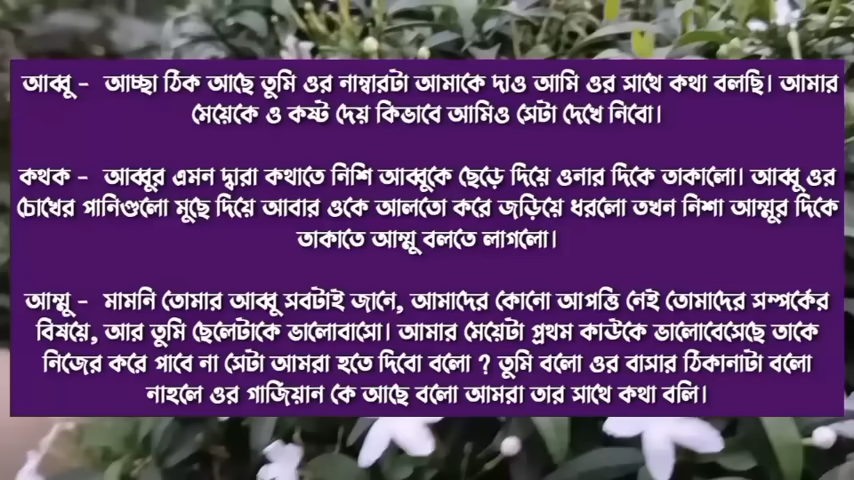 আব্বু - আচ্ছা ঠিক আছে তুমি ওর নাম্বারটা আমাকে দাও আমি ওর সাথে কথা বলছি। আমার
মেয়েকে ও কষ্ট দেয় কিভাবে আমিও সেটা দেখে নিবো।
কথক - আব্বুর এমন দ্বারা কথাতে নিশি আব্বুকে ছেড়ে দিয়ে ওনার দিকে তাকালো। আব্বু ওর
চোখের পানিগুলো মুছে দিয়ে আবার ওকে আলতো করে জড়িয়ে ধরলো তখন নিশা আম্মুর দিকে
তাকাতে আম্মু বলতে লাগলো।
আম্মু - মামনি তোমার আব্বু সবটাই জানে, আমাদের কোনো আপত্তি নেই তোমাদের সম্পর্কের
বিষয়ে, আর তুমি ছেলেটাকে ভালোবাসো। আমার মেয়েটা প্রথম কাউকে ভালোবেসেছে তাকে
নিজের করে পাবে না সেটা আমরা হতে দিবো বলো ? তুমি বলো ওর বাসার ঠিকানাটা বলো
নাহলে ওর গার্জিয়ান কে আছে বলো আমরা তার সাথে কথা বলি।